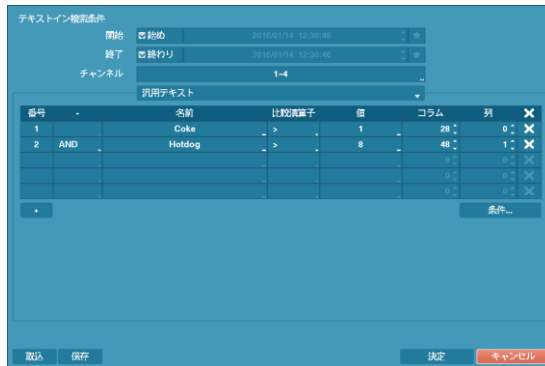 テキストイン検索条件
開始 始め 2016/01/14 12:30:46
終了 終わり 2016/01/14 12:30:46
チャンネル 1-4 ..
汎用テキスト
番号 - 名前 比較演算子 値 コラム 列
1 Coke > 1 28 0
2 AND Hotdog > 8 48 1
0 0
0 0
0 0
+ 条件...
取込 保存 決定 キャンセル